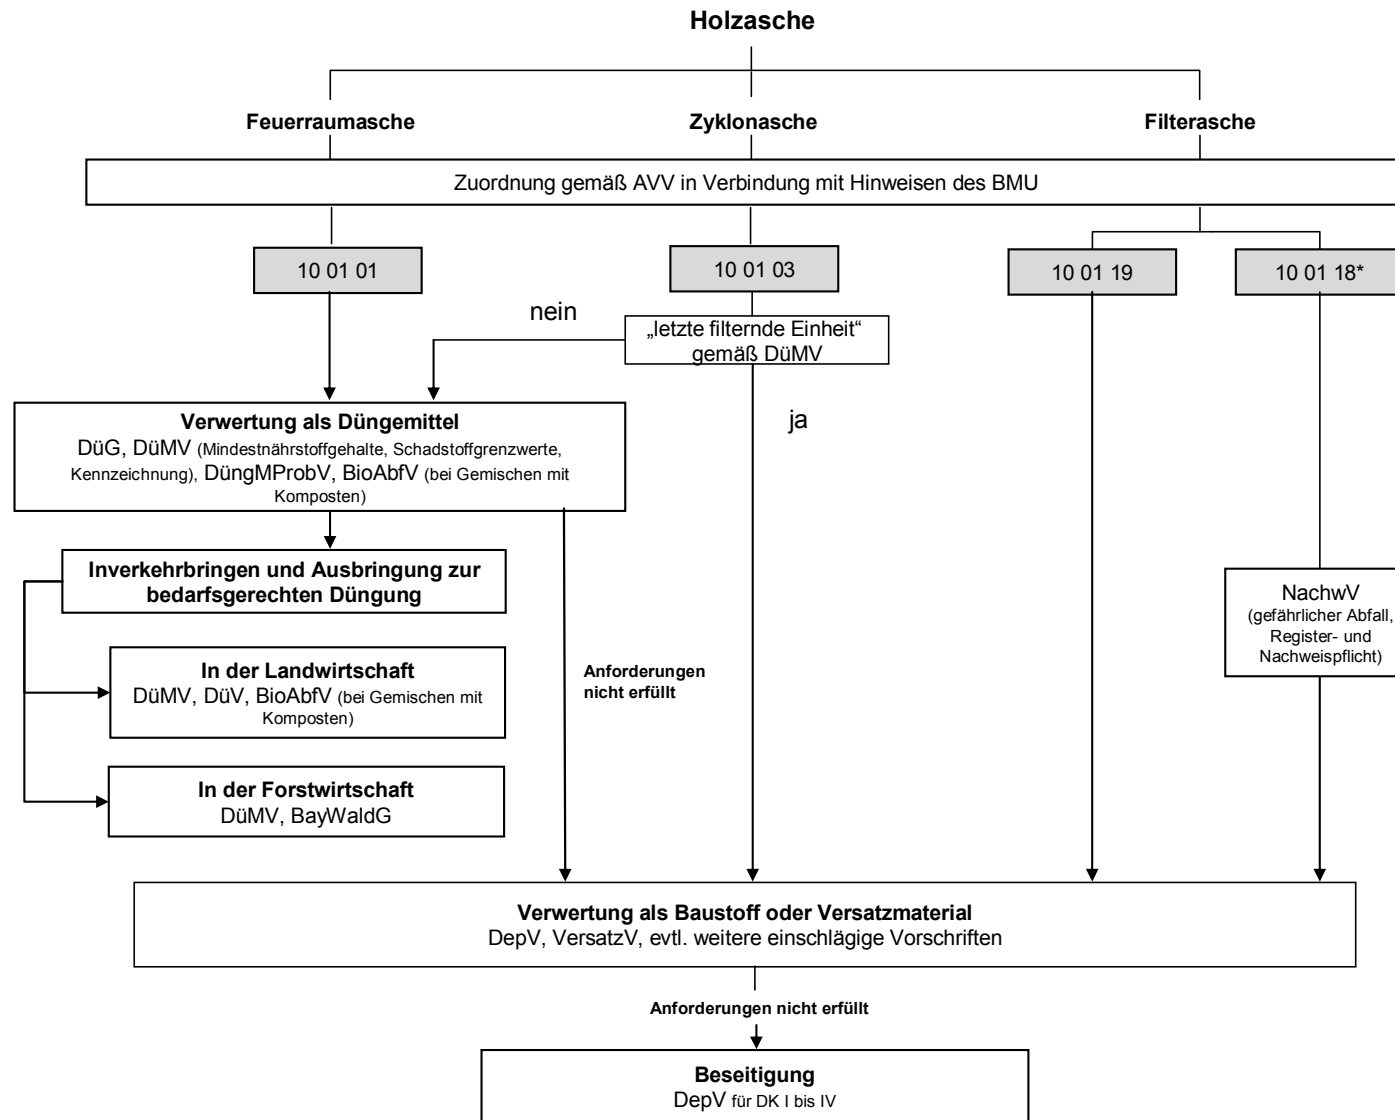 Holzasche
Feuerraumasche
Zyklonasche
Filterasche
Zuordnung gemäß AVV in Verbindung mit Hinweisen des BMU
10 01 01
10 01 03
10 01 19
10 01 18*
nein
„letzte filternde Einheit“
gemäß DüMV
ja
Verwertung als Düngemittel
DüG, DüMV (Mindestnährstoffgehalte, Schadstoffgrenzwerte,
Kennzeichnung), DüngMProbV, BioAbfV (bei Gemischen mit
Komposten)
Inverkehrbringen und Ausbringung zur
bedarfsgerechten Düngung
In der Landwirtschaft
DüMV, DüV, BioAbfV (bei Gemischen mit
Komposten)
In der Forstwirtschaft
DüMV, BayWaldG
Anforderungen
nicht erfüllt
NachwV
(gefährlicher Abfall,
Register- und
Nachweispflicht)
Verwertung als Baustoff oder Versatzmaterial
DepV, VersatzV, evtl. weitere einschlägige Vorschriften
Anforderungen nicht erfüllt
Beseitigung
DepV für DK I bis IV